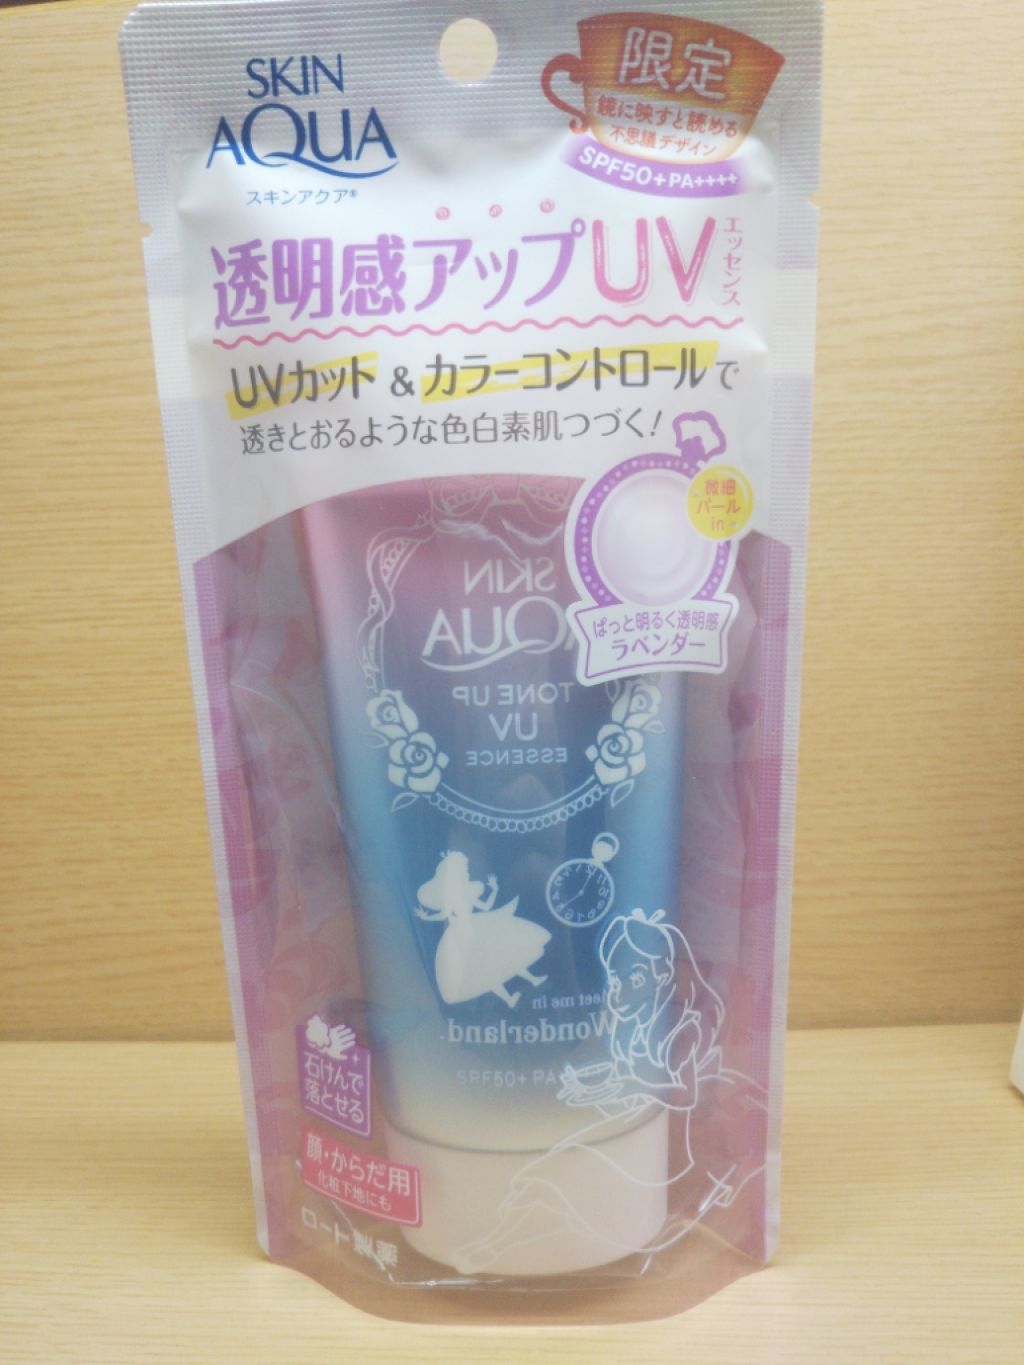 SKIN
AQUA
スキンアクア®
限定
鏡に映すと読める
不思議デザイン
SPF50+PA++++
透明感アップUV
エッセンス
UVカット&カラーコントロールで
透きとおるような色白素肌つづく!
微細
パール
in
ぱっと明るく透明感
ラベンダー
SKIN
AQUA
TONE UP
UV
ESSENCE
Meet me in
Wonderland.
SPF50+ PA
石けんで
落とせる
顔・からだ用
化粧下地にも
ロート製薬